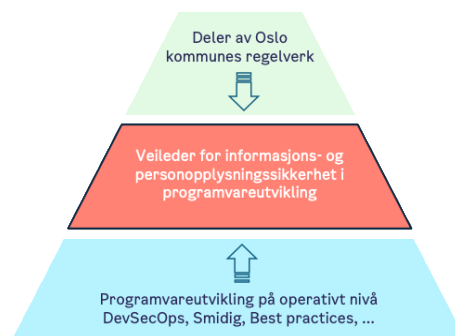 Deler av Oslo
kommunes regelverk
Veileder for informasjons- og
personopplysningssikkerhet i
programvareutvikling
Programvareutvikling på operativt nivå
DevSecOps, Smidig, Best practices, ...